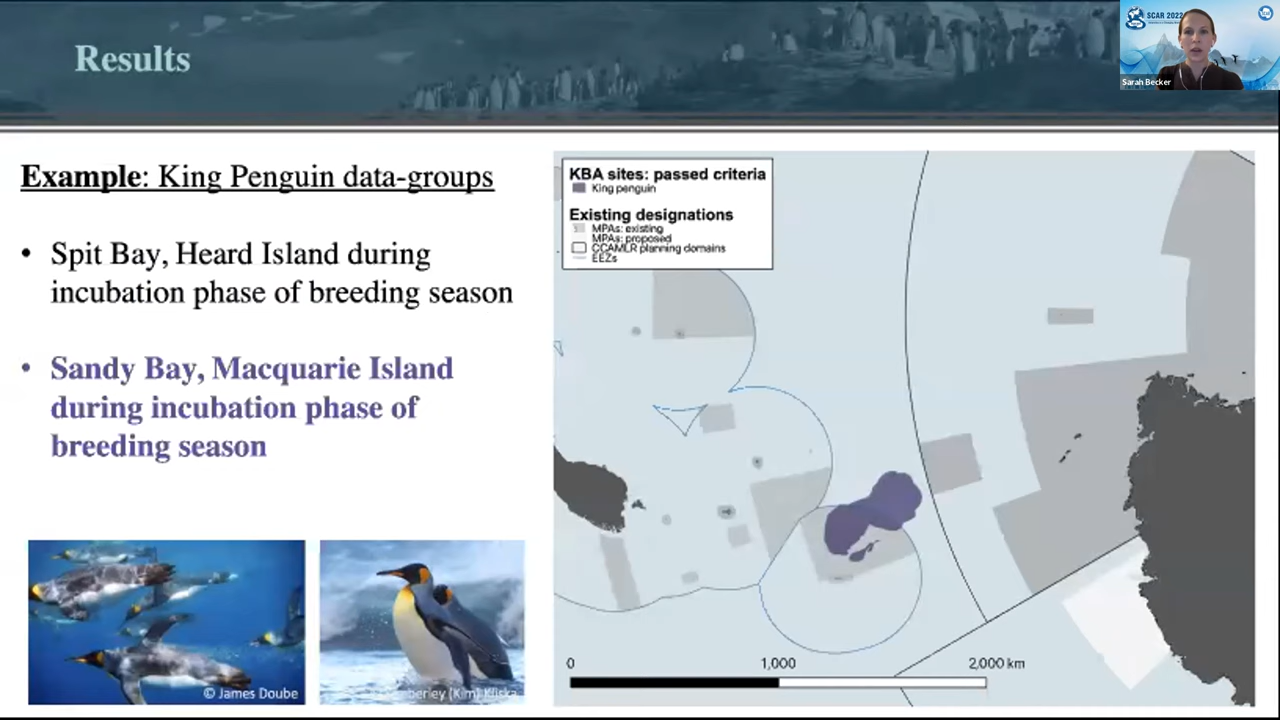 Results
SCAR 2022
Sarah Becker
Example: King Penguin data-groups
• Spit Bay, Heard Island during
incubation phase of breeding season
• Sandy Bay, Macquarie Island
during incubation phase of
breeding season
© James Doube
(Kim) Kliska
KBA sites: passed criteria
King penguin
Existing designations
MPAs: existing
MPAs: proposed
CCAMLR planning domains
EEZs
0 1,000 2,000 km